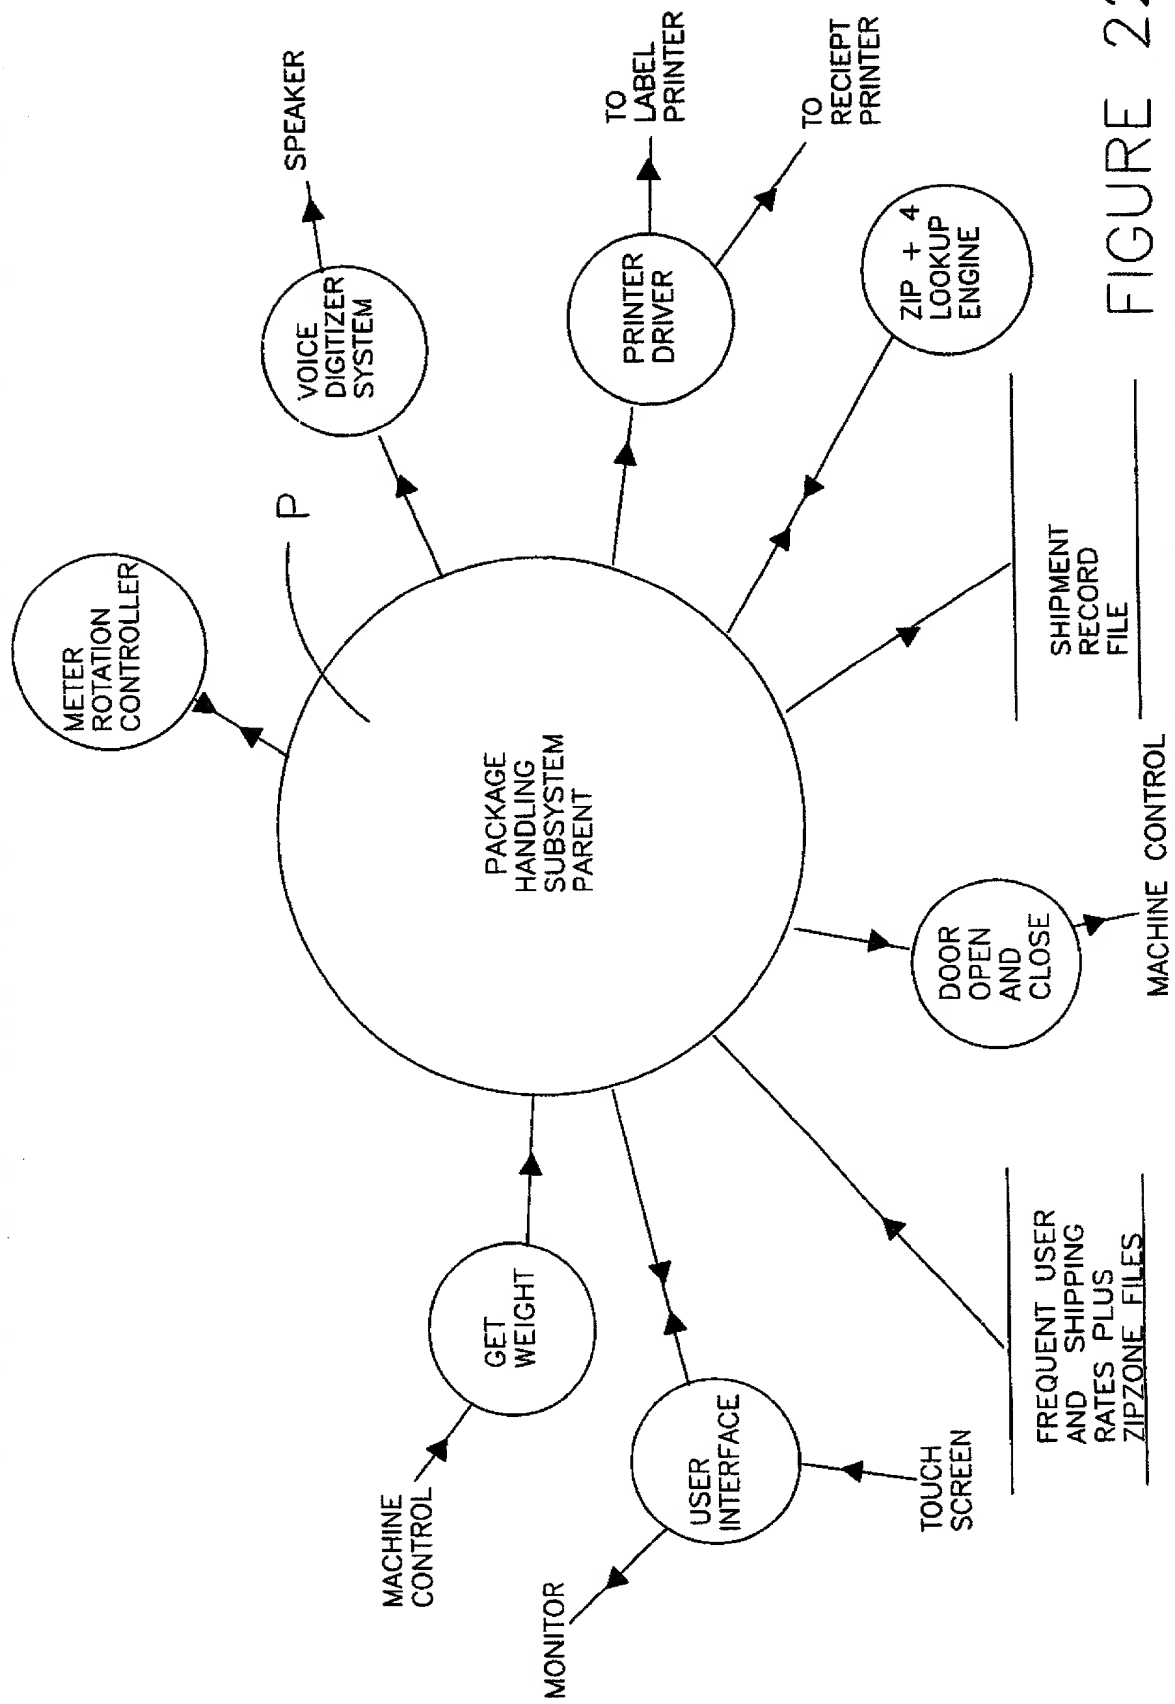 METER
ROTATION
CONTROLLER
P
VOICE
DIGITIZER
SYSTEM
SPEAKER
MACHINE
CONTROL
GET
WEIGHT
PACKAGE
HANDLING
SUBSYSTEM
PARENT
PRINTER
DRIVER
TO
LABEL
PRINTER
TO
RECIEPT
PRINTER
MONITOR
USER
INTERFACE
TOUCH
SCREEN
ZIP + 4
LOOKUP
ENGINE
DOOR
OPEN
AND
CLOSE
MACHINE CONTROL
SHIPMENT
RECORD
FILE
FREQUENT USER
AND SHIPPING
RATES PLUS
ZIPZONE FILES
FIGURE 22